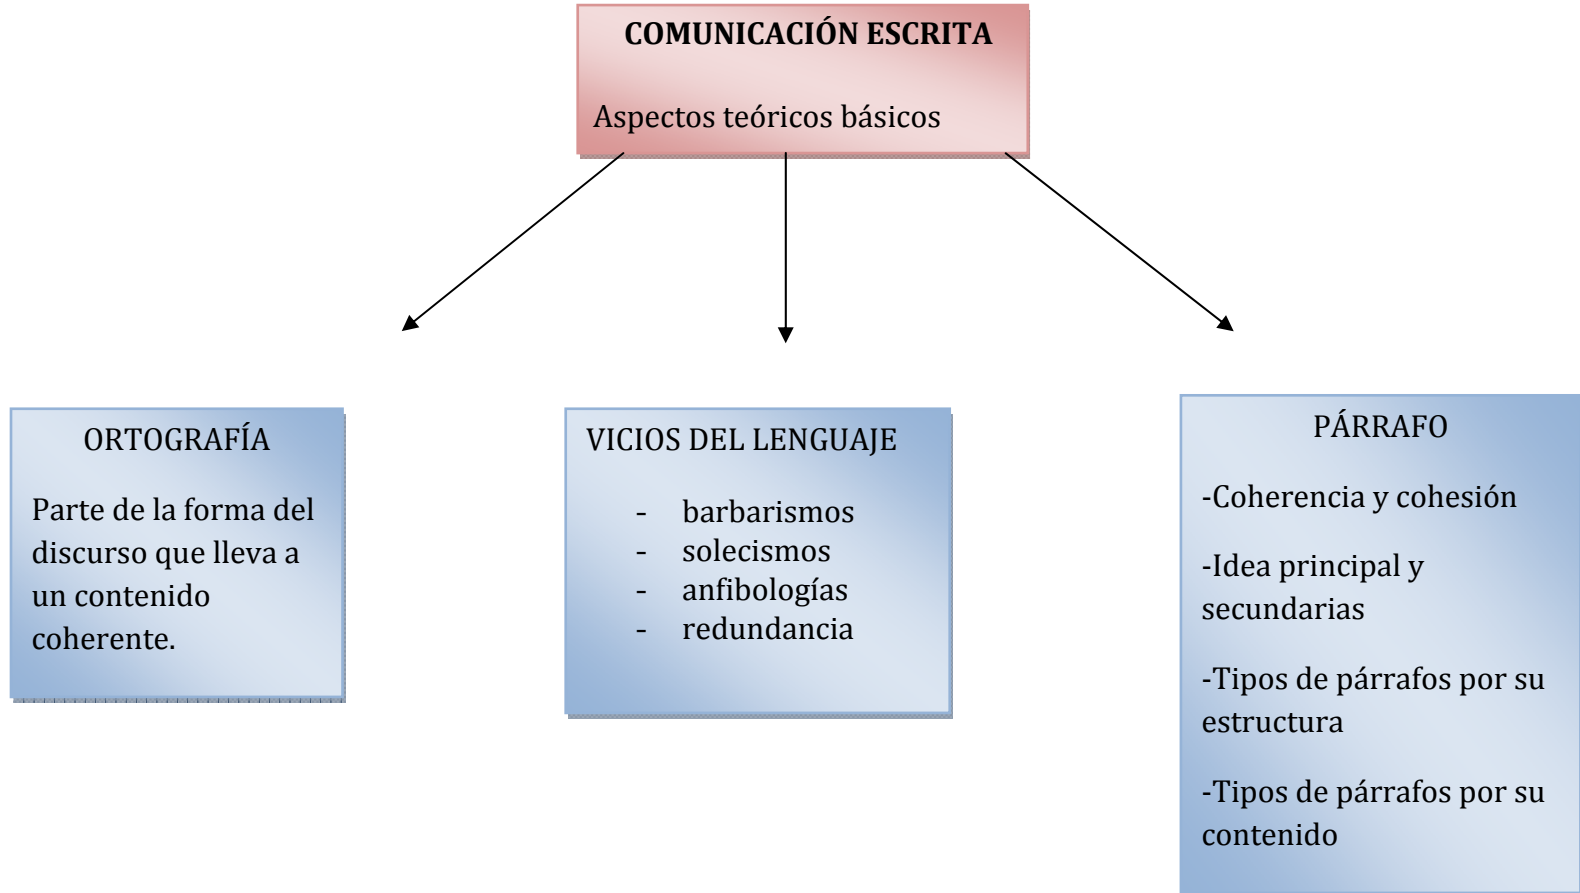 COMUNICACIÓN ESCRITA
Aspectos teóricos básicos
ORTOGRAFÍA
Parte de la forma del
discurso que lleva a
un contenido
coherente.
VICIOS DEL LENGUAJE
- barbarismos
- solecismos
- anfibologías
- redundancia
PÁRRAFO
-Coherencia y cohesión
-Idea principal y
secundarias
-Tipos de párrafos por su
estructura
-Tipos de párrafos por su
contenido